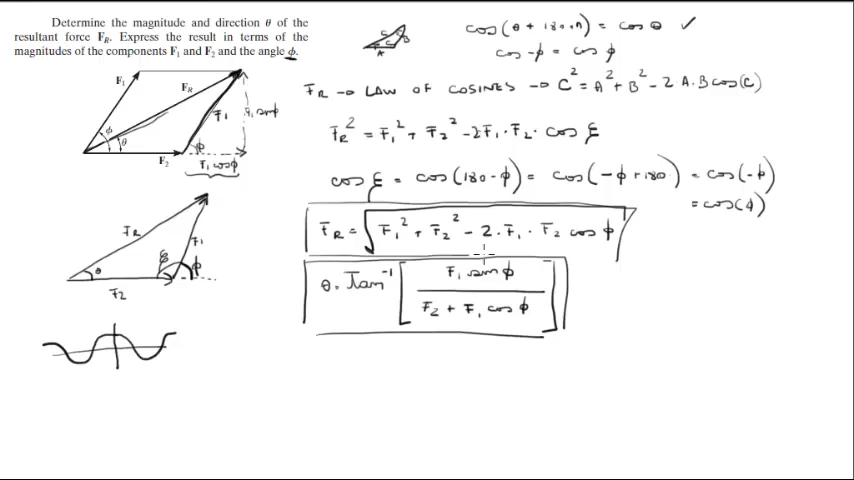 Determine the magnitude and direction θ of the
resultant force F_R. Express the result in terms of the
magnitudes of the components F₁ and F₂ and the angle ϕ.
F₁
F_R
F₁
F₁ sin ϕ
ϕ
θ
ϕ
F₂
F₁ cos ϕ
F_R
F₁
θ
ξ
ϕ
F₂
C
B
c
A
cos(θ + 180·n) = cos θ ✓
cos -ϕ = cos ϕ
F_R → LAW OF COSINES → C² = A² + B² - 2 A·B cos(c)
F_R² = F₁² + F₂² - 2F₁·F₂· cos ξ
cos ξ = cos(180-ϕ) = cos(-ϕ+180) = cos(-ϕ)
= cos(ϕ)
F_R = √F₁² + F₂² - 2·F₁·F₂ cos ϕ
θ = Tan⁻¹ [F₁ sin ϕ / F₂ + F₁ cos ϕ]